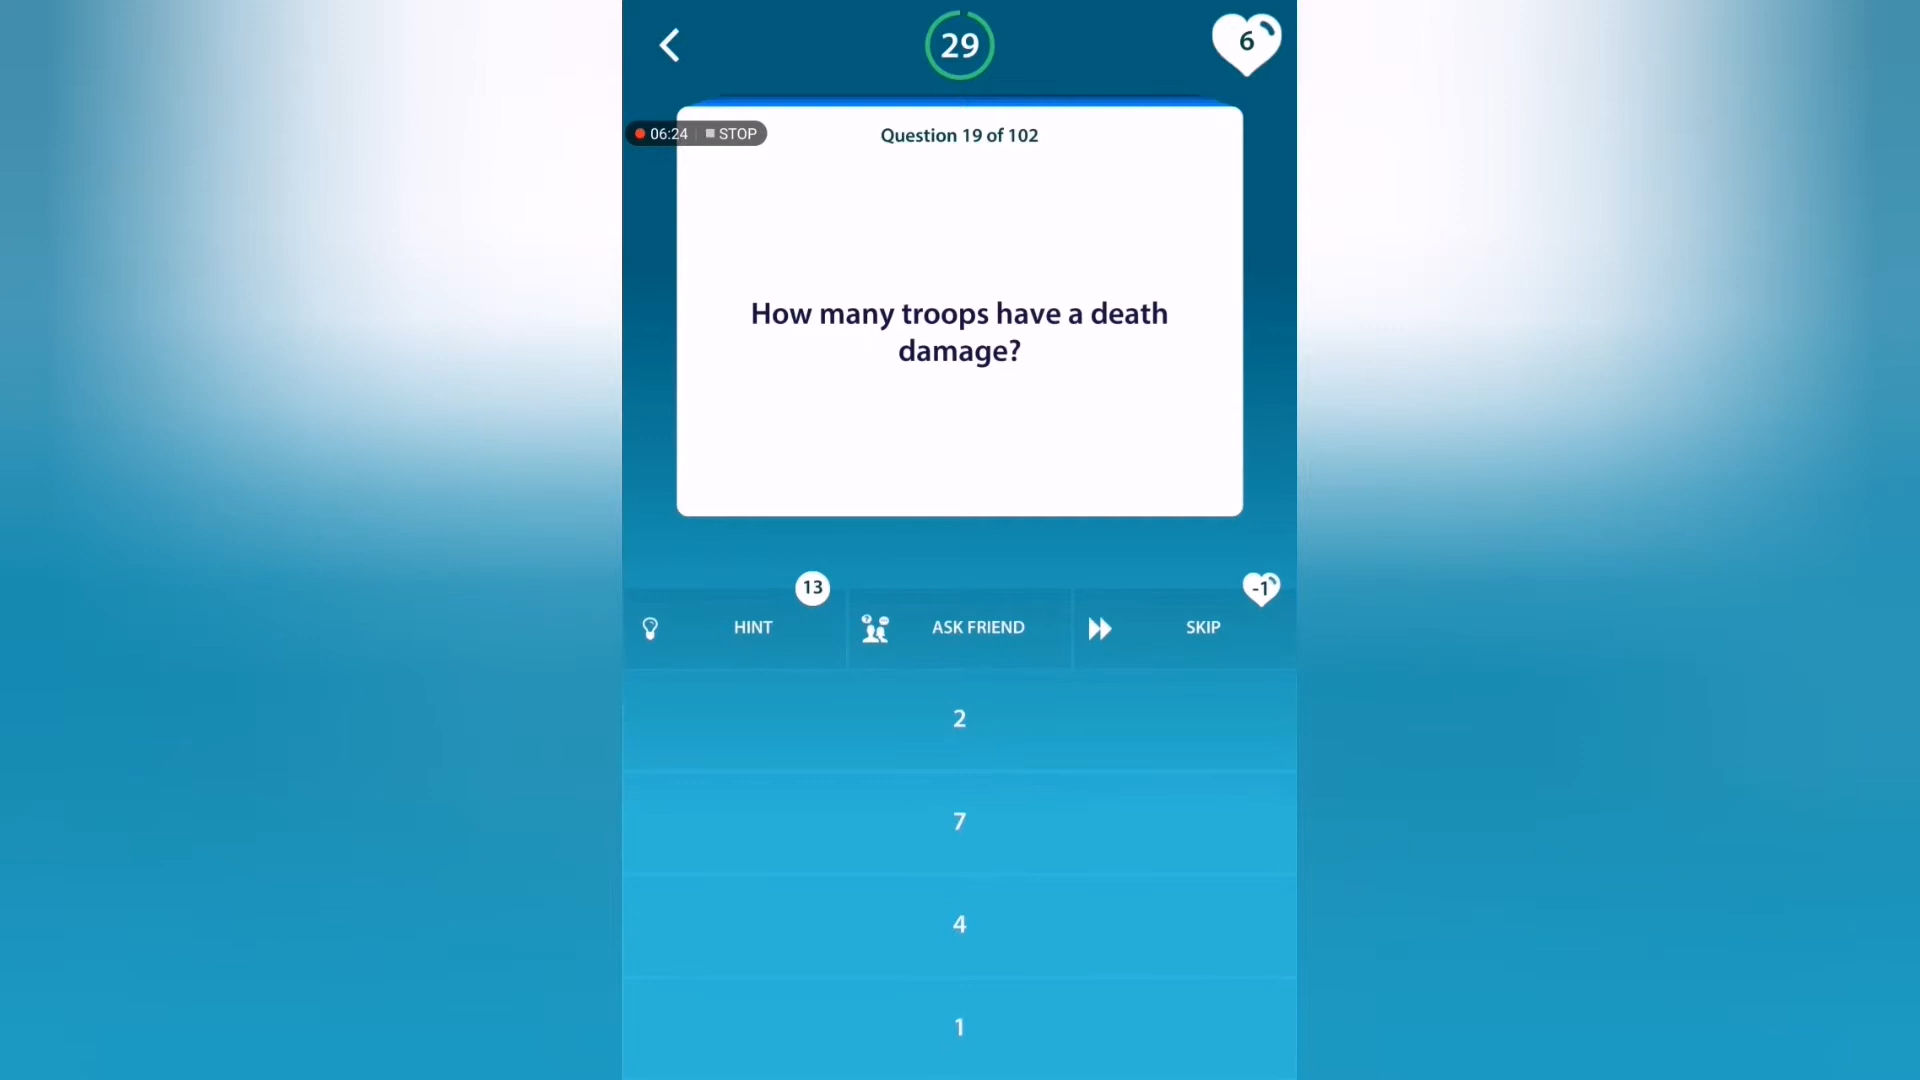 29
6
06:24 STOP
Question 19 of 102
How many troops have a death
damage?
13
-1
HINT
ASK FRIEND
SKIP
2
7
4
1